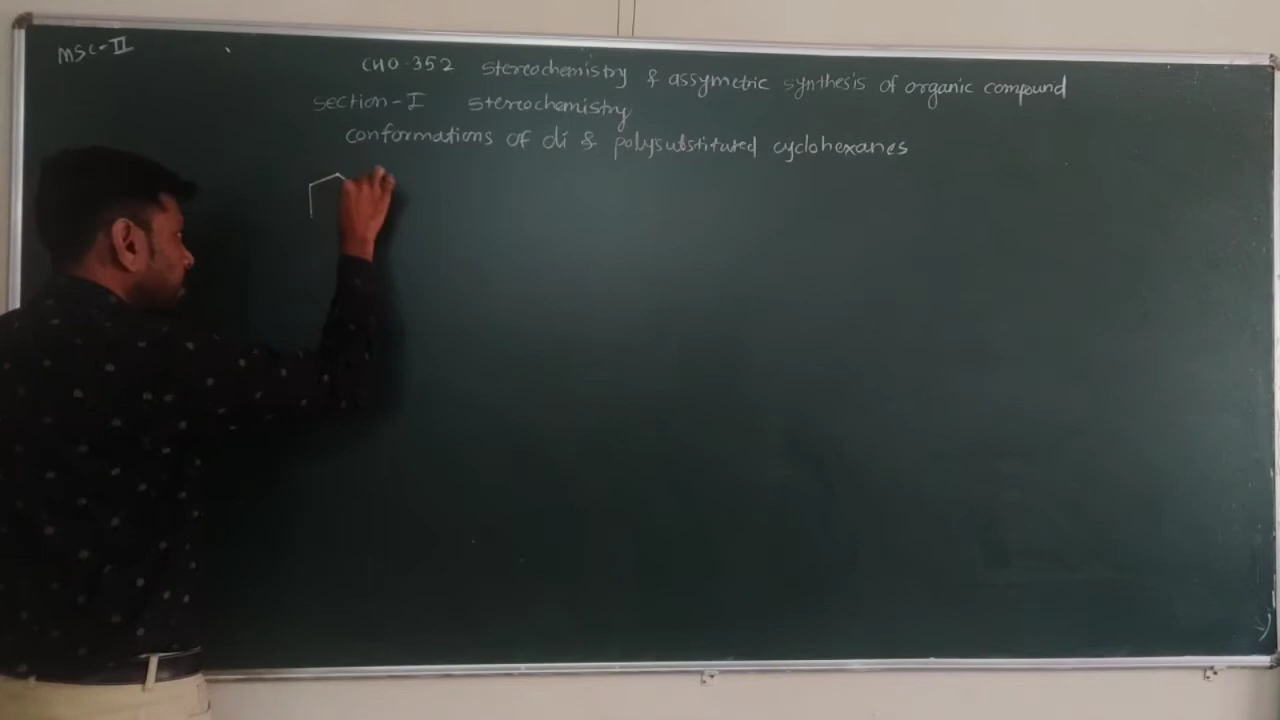 MSC-II
CHO-352 Stereochemistry & assymetric synthesis of organic compound
Section-I Stereochemistry
conformations of di & polysubstituted cyclohexanes